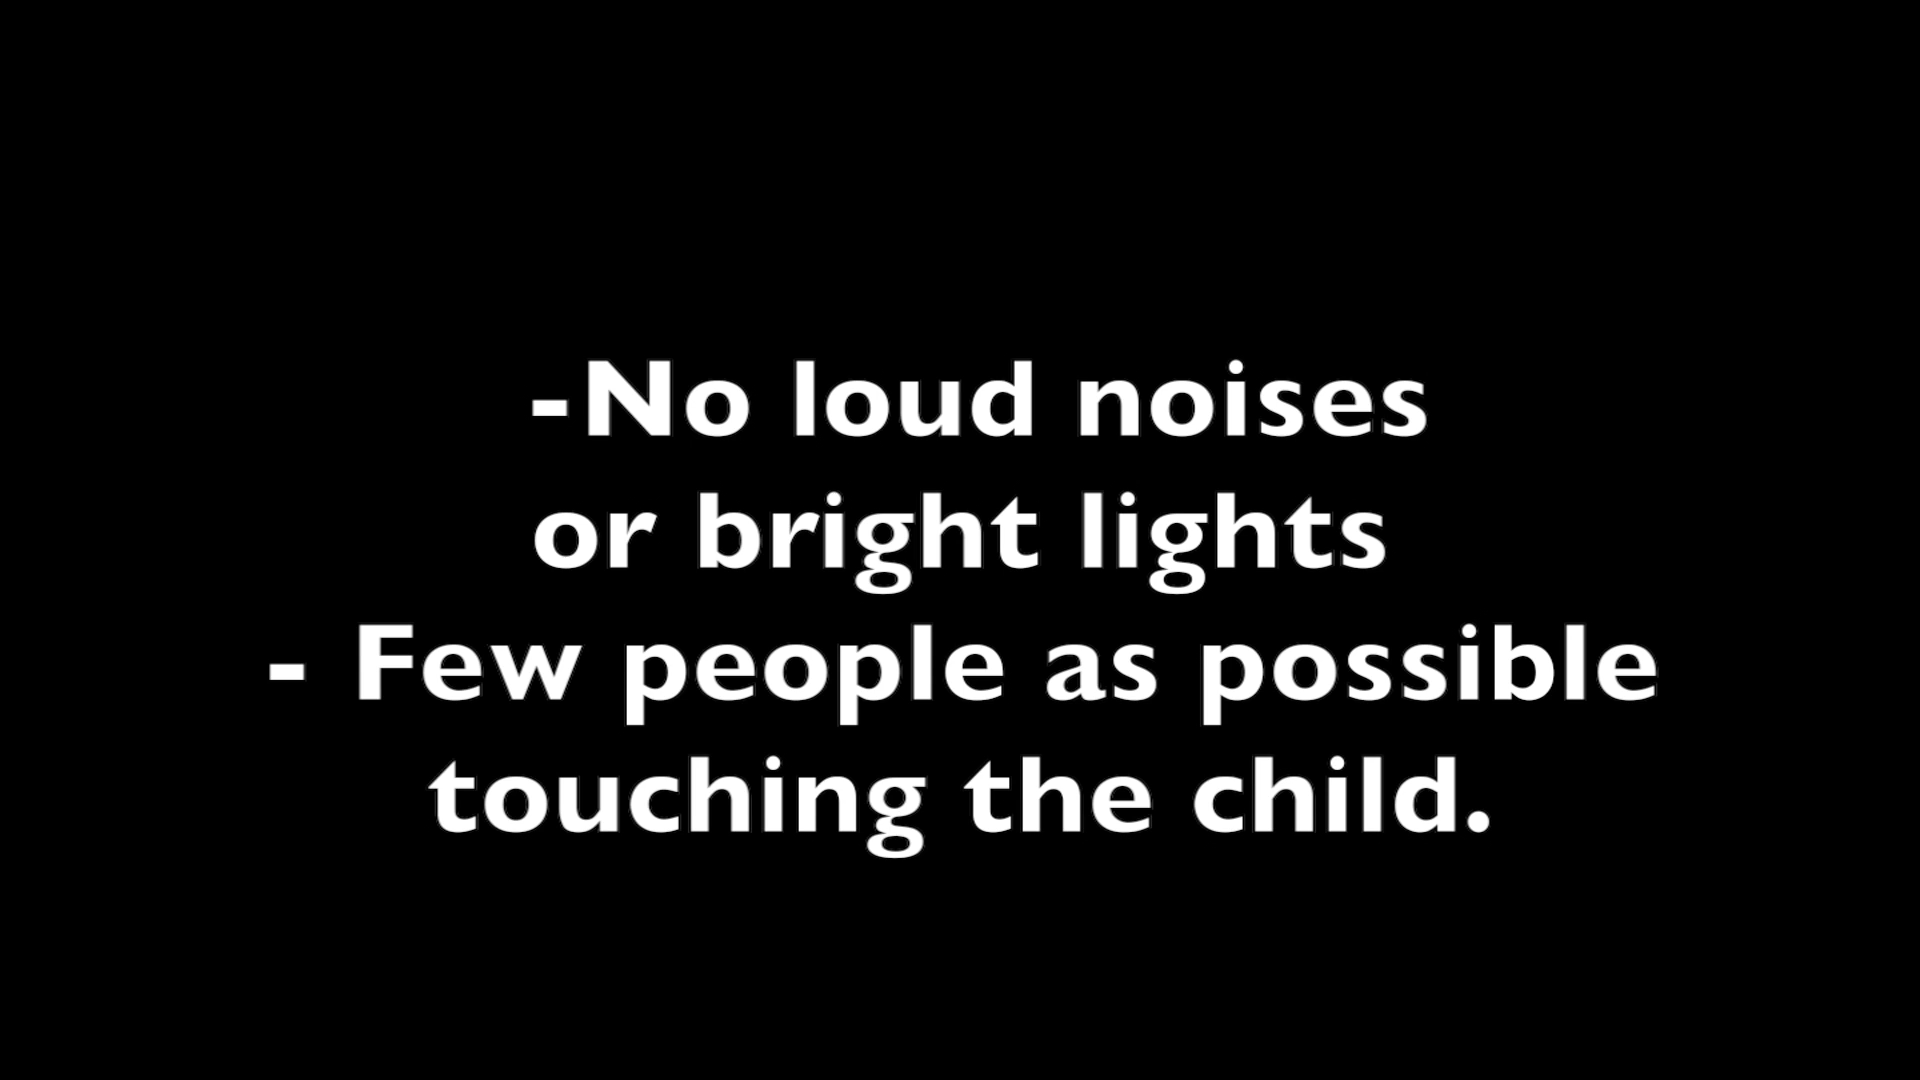 -No loud noises
or bright lights
- Few people as possible
touching the child.